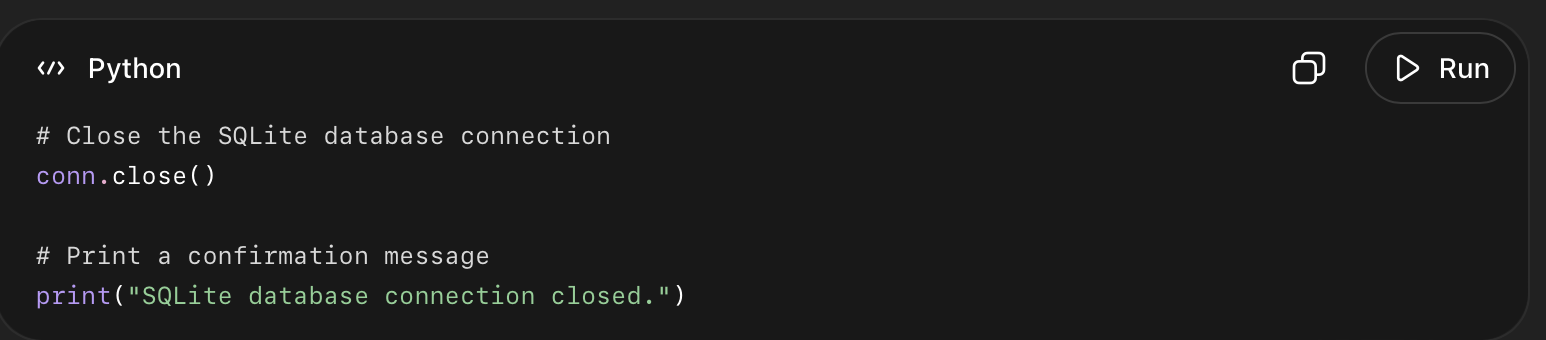 Python
Run
# Close the SQLite database connection
conn.close()
# Print a confirmation message
print("SQLite database connection closed.")